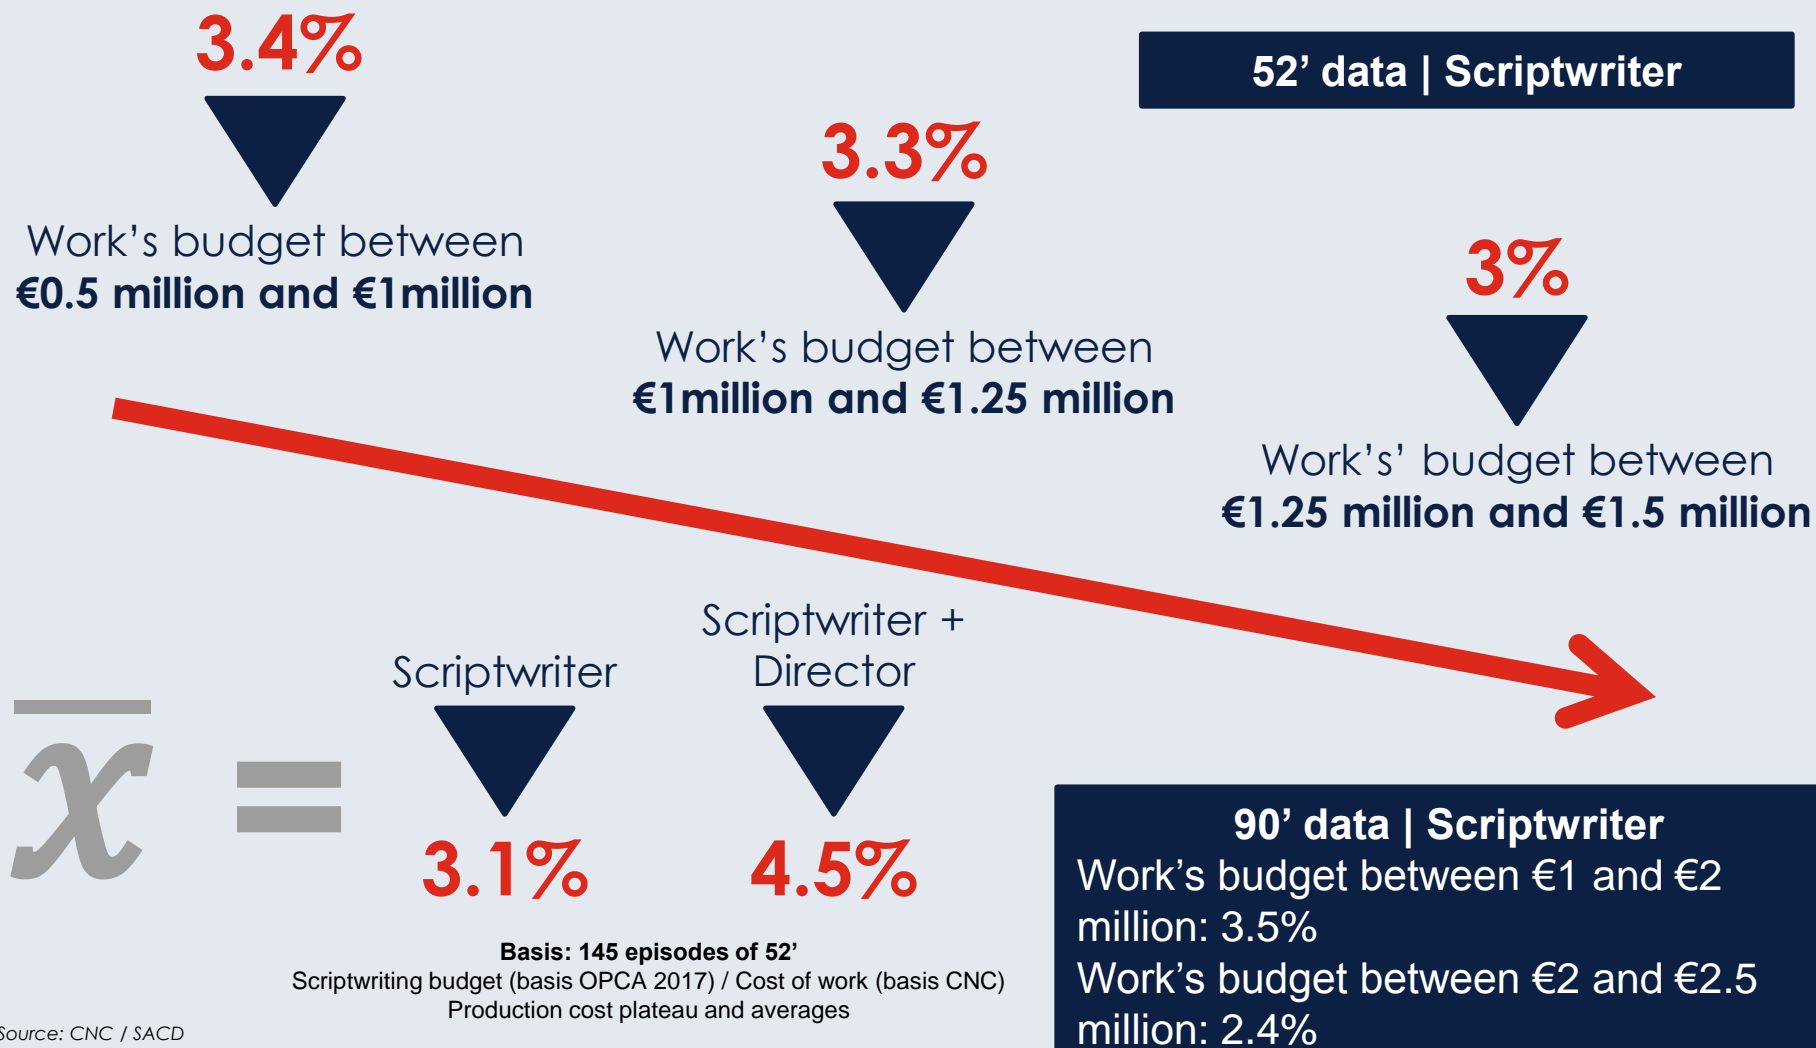 3.4%
52’ data | Scriptwriter
3.3%
Work’s budget between
€0.5 million and €1million
3%
Work’s budget between
€1million and €1.25 million
Work’s’ budget between
€1.25 million and €1.5 million
Scriptwriter
Scriptwriter +
Director
x̄ =
3.1%
4.5%
90’ data | Scriptwriter
Work’s budget between €1 and €2
million: 3.5%
Work’s budget between €2 and €2.5
million: 2.4%
Basis: 145 episodes of 52’
Scriptwriting budget (basis OPCA 2017) / Cost of work (basis CNC)
Production cost plateau and averages
Source: CNC / SACD